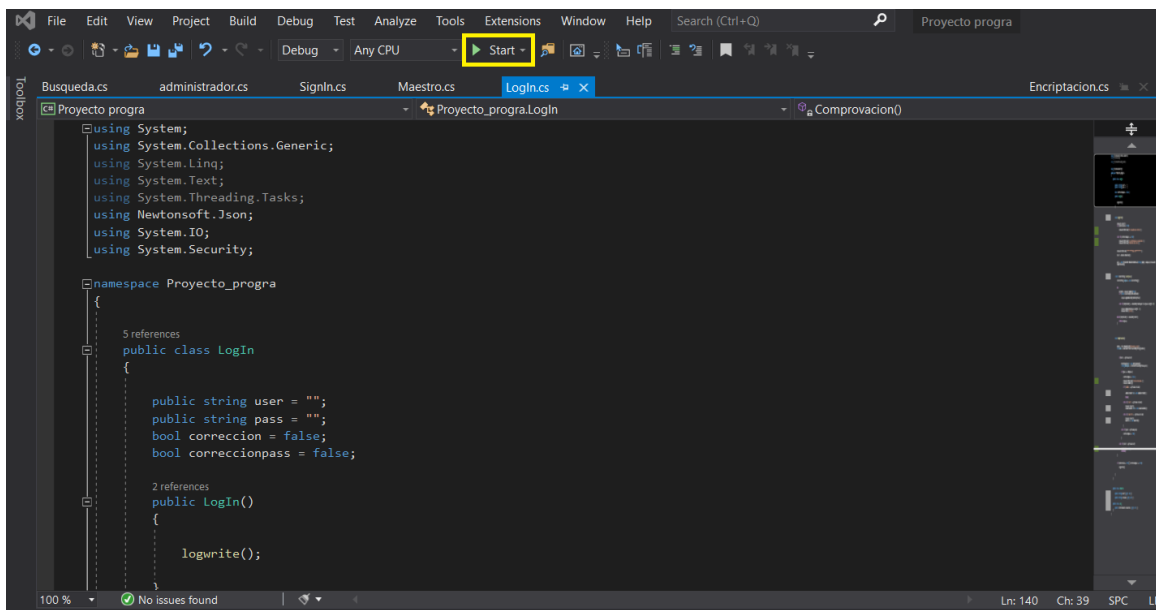 File Edit View Project Build Debug Test Analyze Tools Extensions Window Help Search (Ctrl+Q) Proyecto progra
Debug Any CPU Start
Toolbox
Busqueda.cs administrador.cs SignIn.cs Maestro.cs LogIn.cs Encriptacion.cs
C# Proyecto progra Proyecto_progra.LogIn Comprovacion()
using System;
using System.Collections.Generic;
using System.Linq;
using System.Text;
using System.Threading.Tasks;
using Newtonsoft.Json;
using System.IO;
using System.Security;
namespace Proyecto_progra
{
5 references
public class LogIn
{
public string user = "";
public string pass = "";
bool correccion = false;
bool correccionpass = false;
2 references
public LogIn()
{
logwrite();
}
100 % No issues found Ln: 140 Ch: 39 SPC